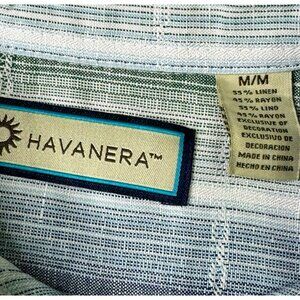 HAVANERA™
M/M
55% LINEN
45% RAYON
55% LINO
45% RAYON
EXCLUSIVE OF
DECORATION
EXCLUSIVO DE
DECORACION
MADE IN CHINA
HECHO EN CHINA